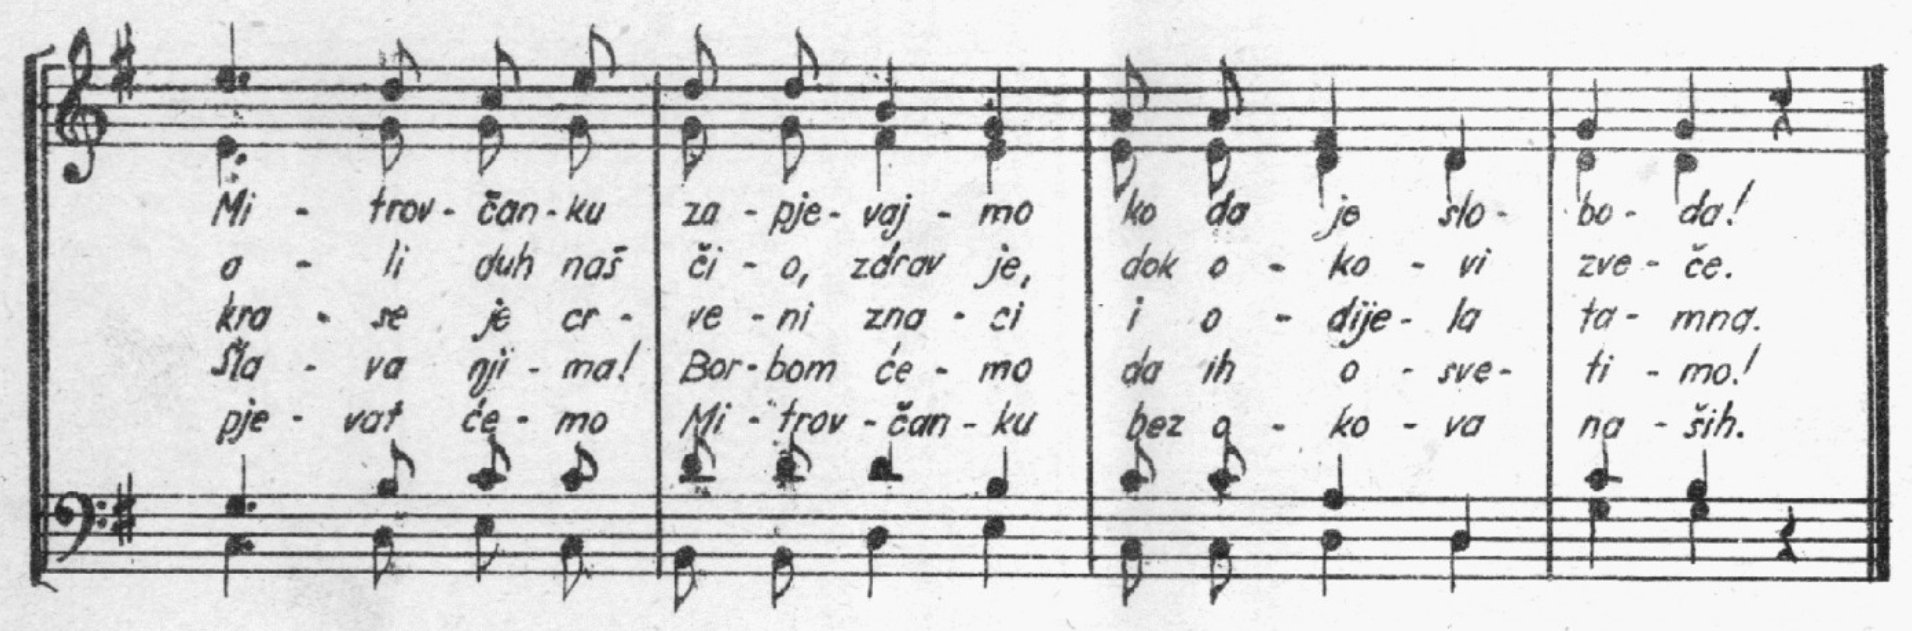 Mi - trov - čan - ku za - pje - vaj - mo ko da je slo - bo - da!
a - li duh naš či - o, zdrav je, dok o - ko - vi zve - če.
kra - se je cr - ve - ni zna - ci i o - dije - la ta - mna.
Sla - va nji - ma! Bor - bom će - mo da ih o - sve - ti - mo!
pje - vat će - mo Mi - trov - čan - ku bez o - ko - va na - ših.